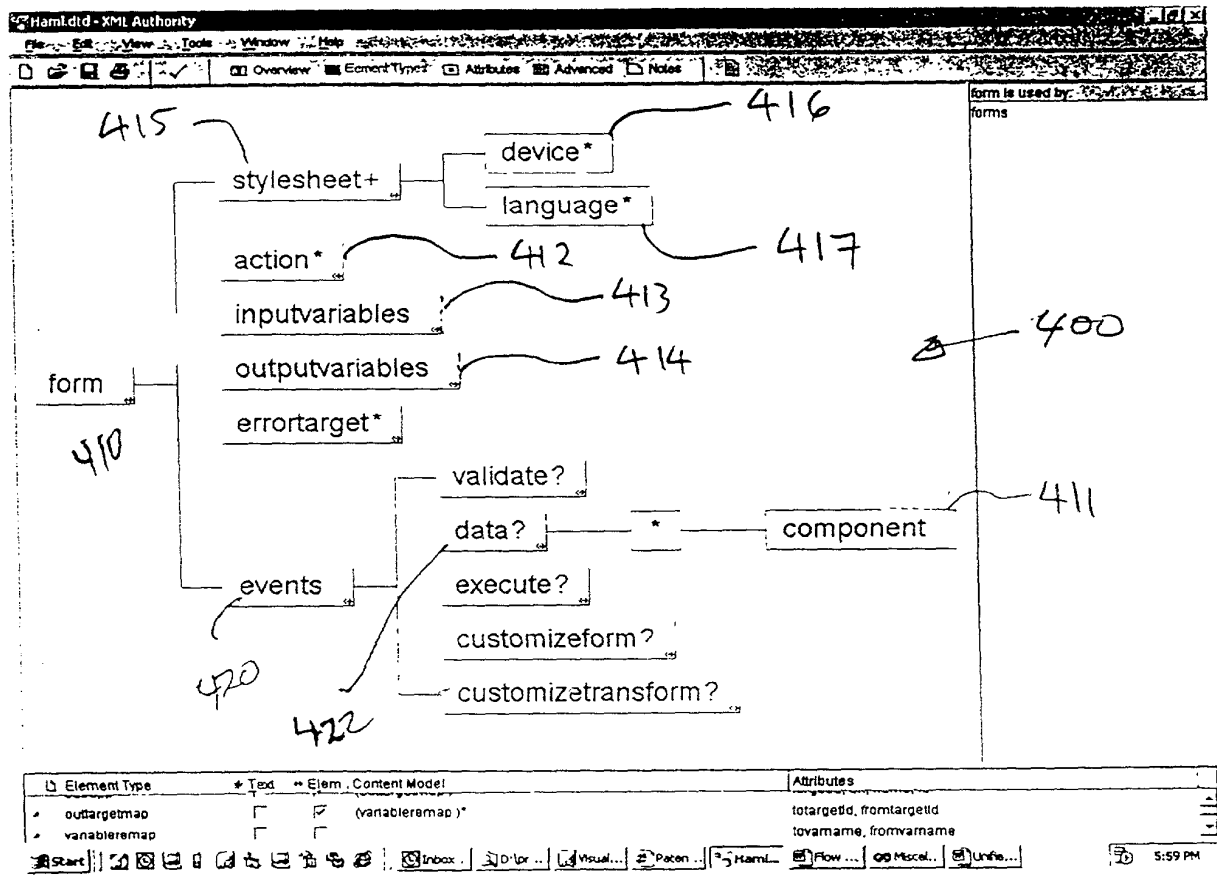 Haml.dtd - XML Authority
File Edit View Tools Window Help
Overview Element Types Attributes Advanced Notes
form is used by:
forms
415
416
device*
stylesheet+
language*
417
action*
412
inputvariables
413
400
outputvariables
414
form
410
errortarget*
validate?
411
data?
*
component
events
execute?
420
customizeform?
customizetransform?
422
Element Type Text Elem Content Model Attributes
outtargetmap (variableremap)* totargetid, fromtargetid
variableremap tovarname, fromvarname
Start Inbox .. D:\pr .. Visual... Paten .. Haml... Flow ... Miscel.. Unifie... 5:59 PM